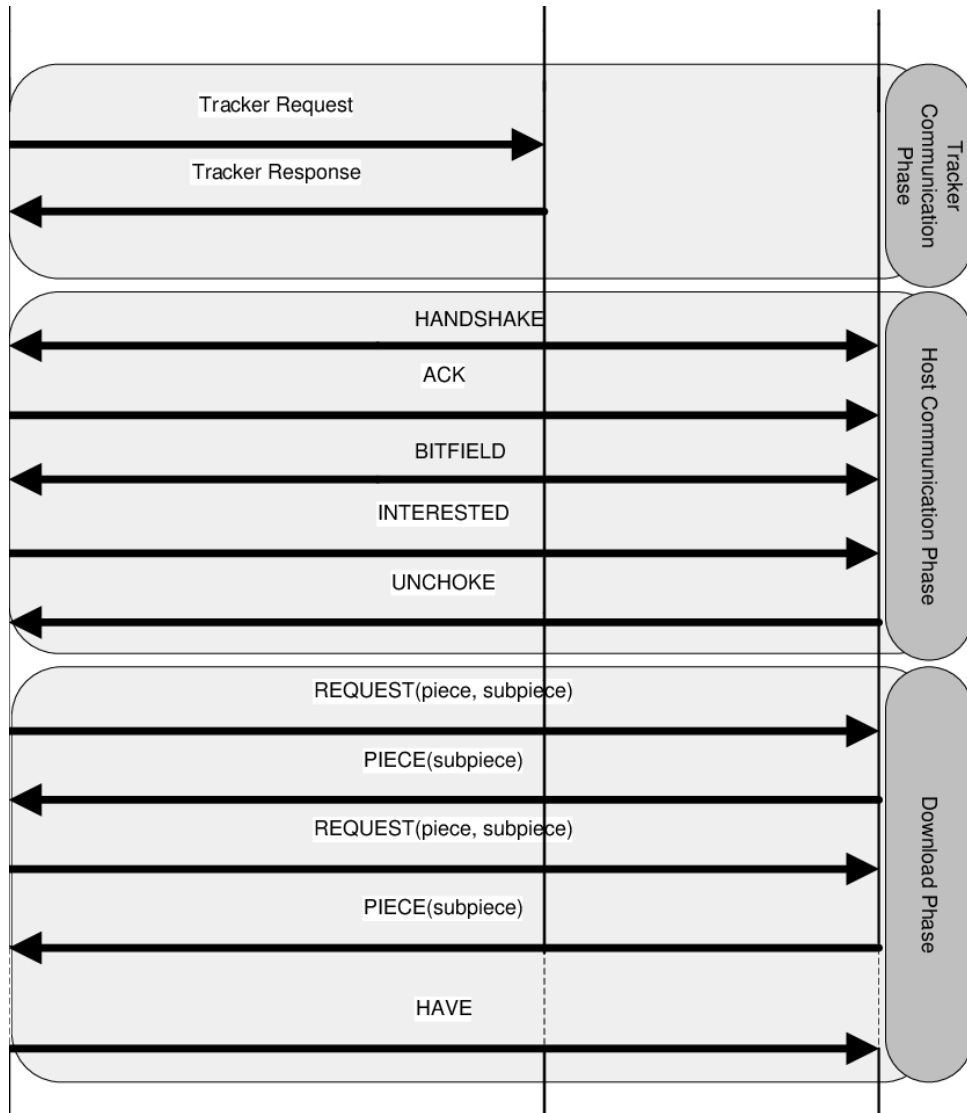 Tracker Request
Tracker Response
Tracker
Communication
Phase
HANDSHAKE
ACK
BITFIELD
INTERESTED
UNCHOKE
Host Communication Phase
REQUEST(piece, subpiece)
PIECE(subpiece)
REQUEST(piece, subpiece)
PIECE(subpiece)
HAVE
Download Phase